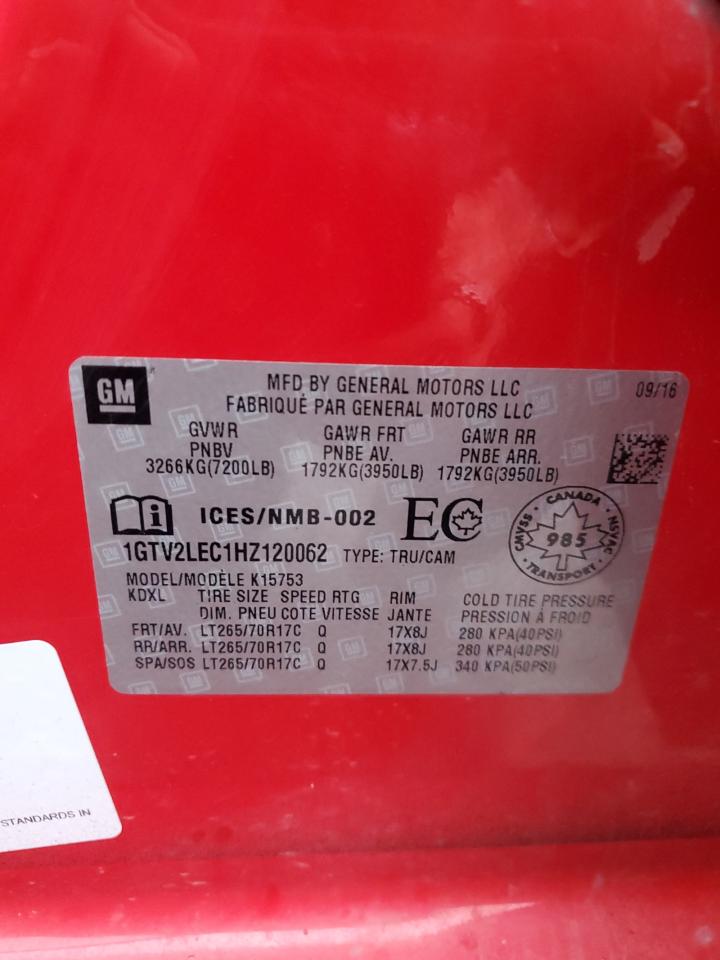 GM
MFD BY GENERAL MOTORS LLC
FABRIQUÉ PAR GENERAL MOTORS LLC
09/16
GVWR GAWR FRT GAWR RR
PNBV PNBE AV. PNBE ARR.
3266KG(7200LB) 1792KG(3950LB) 1792KG(3950LB)
i ICES/NMB-002 EC
CANADA
CMVSS 985 NSVAC
TRANSPORT
1GTV2LEC1HZ120062 TYPE: TRU/CAM
MODEL/MODÈLE K15753
KDXL TIRE SIZE SPEED RTG RIM COLD TIRE PRESSURE
DIM. PNEU COTE VITESSE JANTE PRESSION À FROID
FRT/AV. LT265/70R17C Q 17X8J 280 KPA(40PSI)
RR/ARR. LT265/70R17C Q 17X8J 280 KPA(40PSI)
SPA/SOS LT265/70R17C Q 17X7.5J 340 KPA(50PSI)
STANDARDS IN